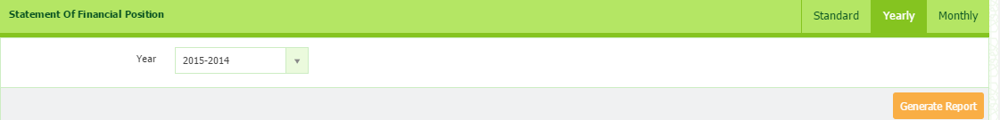 Statement Of Financial Position
Standard
Yearly
Monthly
Year
2015-2014
Generate Report